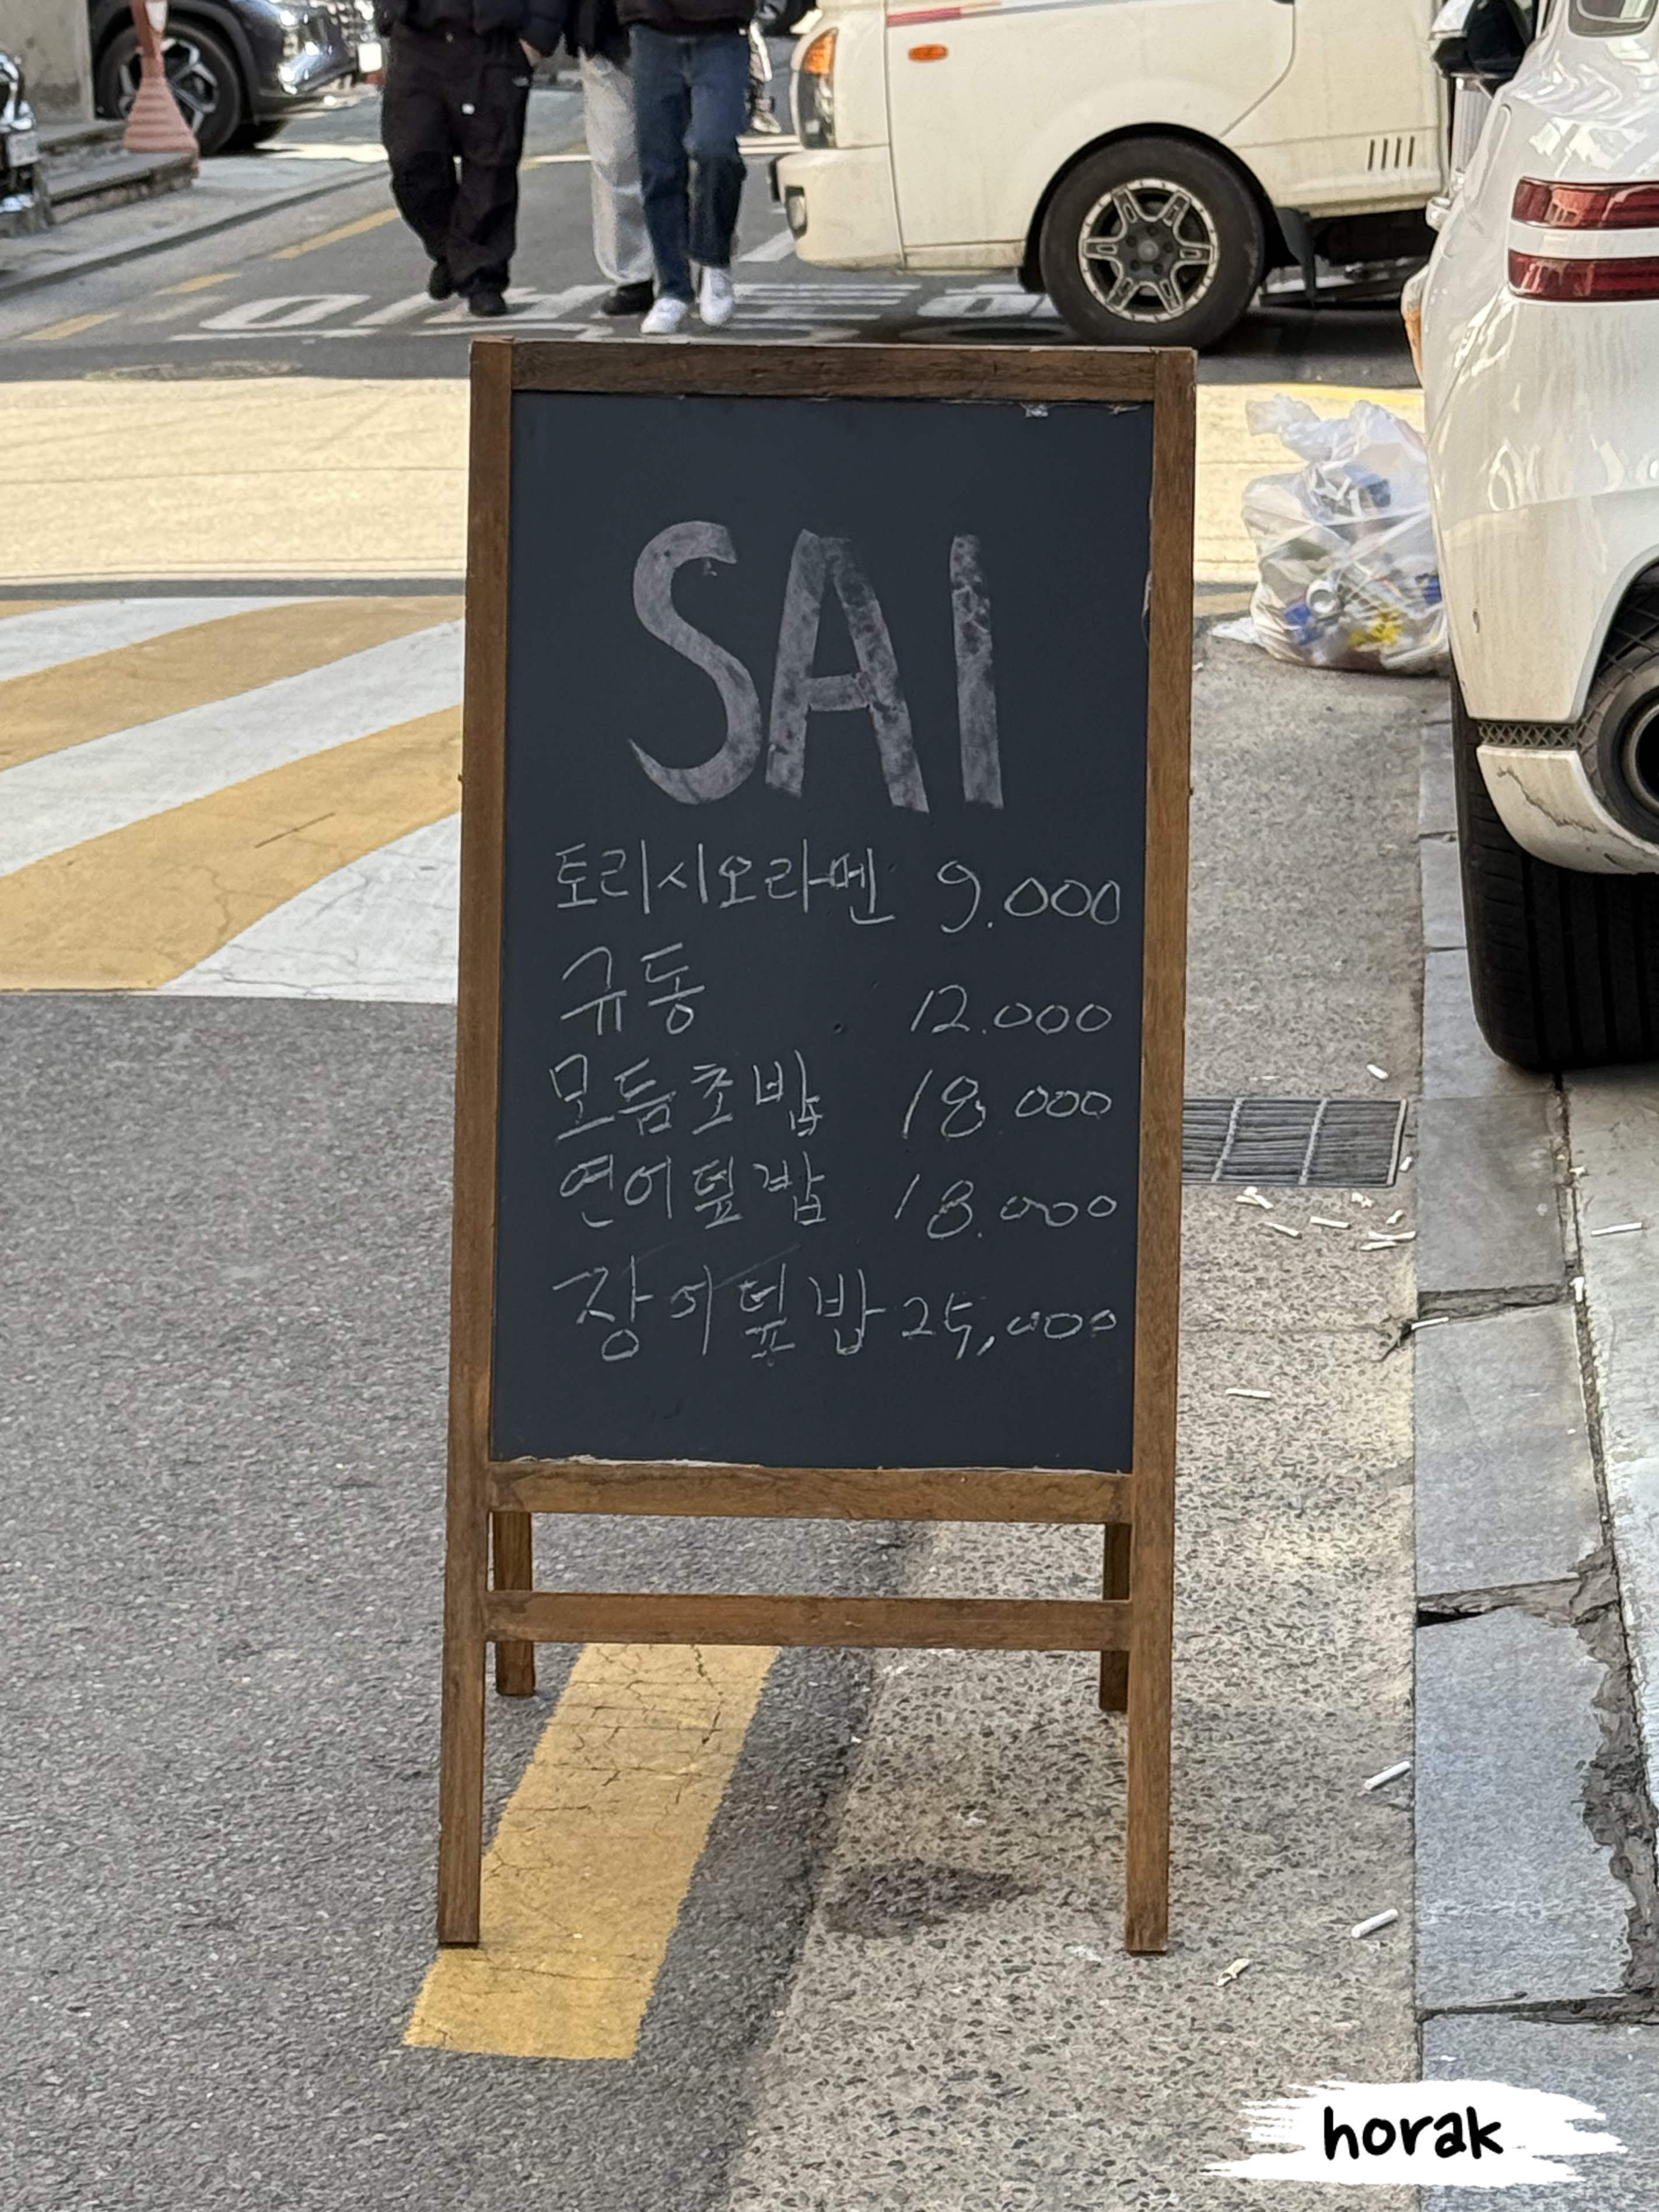 SAI
토리시오라멘 9.000
규동 12.000
모듬초밥 18.000
연어덮밥 18.000
장어덮밥 25,000
horak